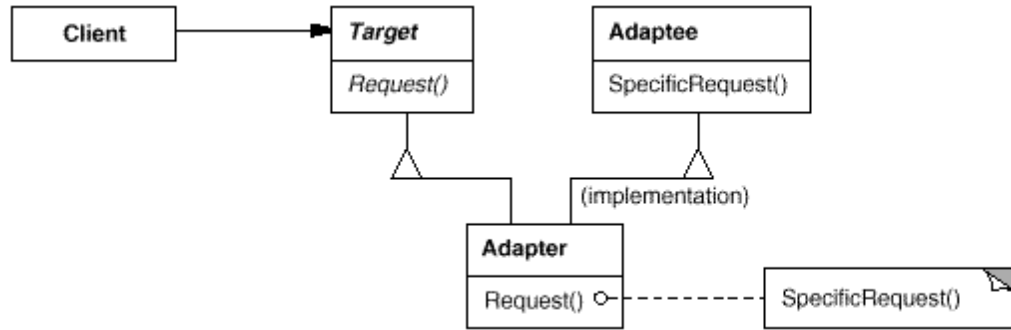 Client
Target
Request()
Adaptee
SpecificRequest()
(implementation)
Adapter
Request()
SpecificRequest()